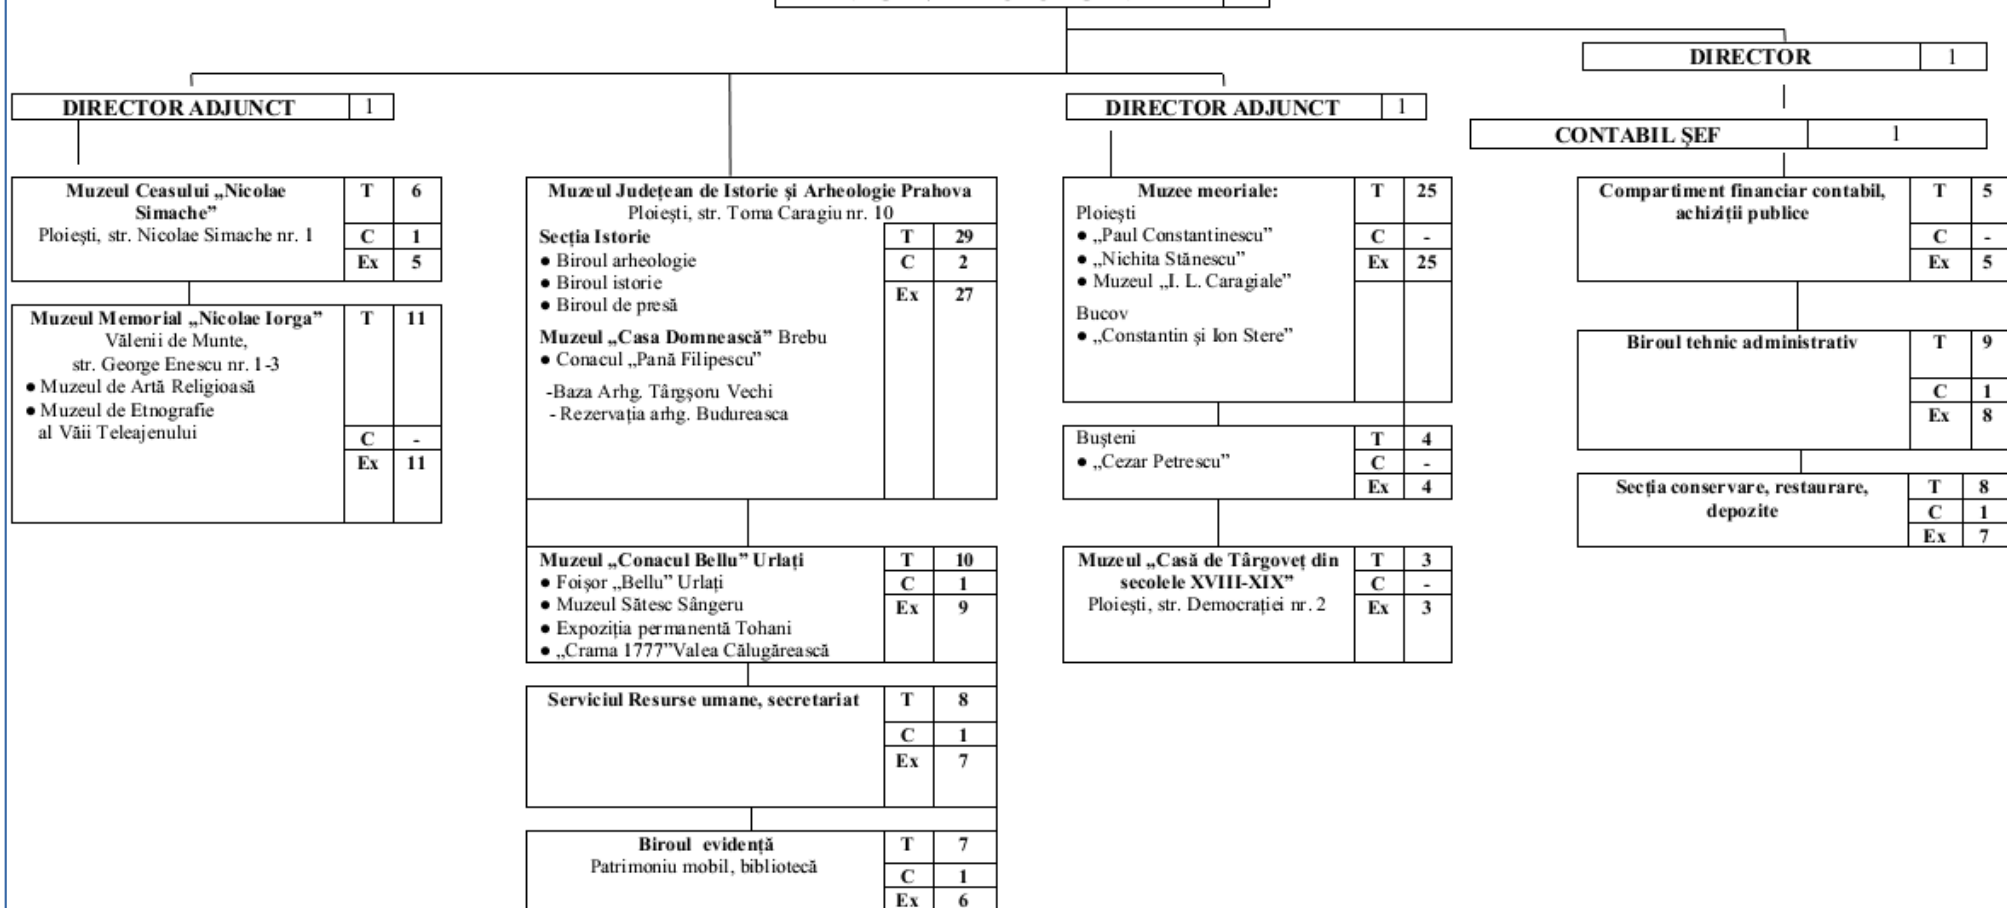 DIRECTOR 1
DIRECTOR ADJUNCT 1
DIRECTOR ADJUNCT 1
CONTABIL ŞEF 1
Muzeul Ceasului „Nicolae T 6
Simache”
Ploieşti, str. Nicolae Simache nr. 1 C 1
Ex 5
Muzeul Memorial „Nicolae Iorga” T 11
Vălenii de Munte,
str. George Enescu nr. 1-3
● Muzeul de Artă Religioasă
● Muzeul de Etnografie
al Văii Teleajenului C -
Ex 11
Muzeul Judeţean de Istorie şi Arheologie Prahova
Ploieşti, str. Toma Caragiu nr. 10
Secţia Istorie T 29
● Biroul arheologie C 2
● Biroul istorie
● Biroul de presă Ex 27
Muzeul „Casa Domnească” Brebu
● Conacul „Pană Filipescu”
-Baza Arhg. Târgşoru Vechi
- Rezervaţia arhg. Budureasca
Muzeul „Conacul Bellu” Urlaţi T 10
● Foişor „Bellu” Urlaţi C 1
● Muzeul Sătesc Sângeru Ex 9
● Expoziţia permanentă Tohani
● „Crama 1777”Valea Călugărească
Serviciul Resurse umane, secretariat T 8
C 1
Ex 7
Biroul evidenţă T 7
Patrimoniu mobil, bibliotecă
C 1
Ex 6
Muzee meoriale: T 25
Ploieşti
● „Paul Constantinescu” C -
● „Nichita Stănescu” Ex 25
● Muzeul „I. L. Caragiale”
Bucov
● „Constantin şi Ion Stere”
Buşteni T 4
● „Cezar Petrescu” C -
Ex 4
Muzeul „Casă de Târgoveţ din T 3
secolele XVIII-XIX” C -
Ploieşti, str. Democraţiei nr. 2 Ex 3
Compartiment financiar contabil, T 5
achiziţii publice
C -
Ex 5
Biroul tehnic administrativ T 9
C 1
Ex 8
Secţia conservare, restaurare, T 8
depozite C 1
Ex 7